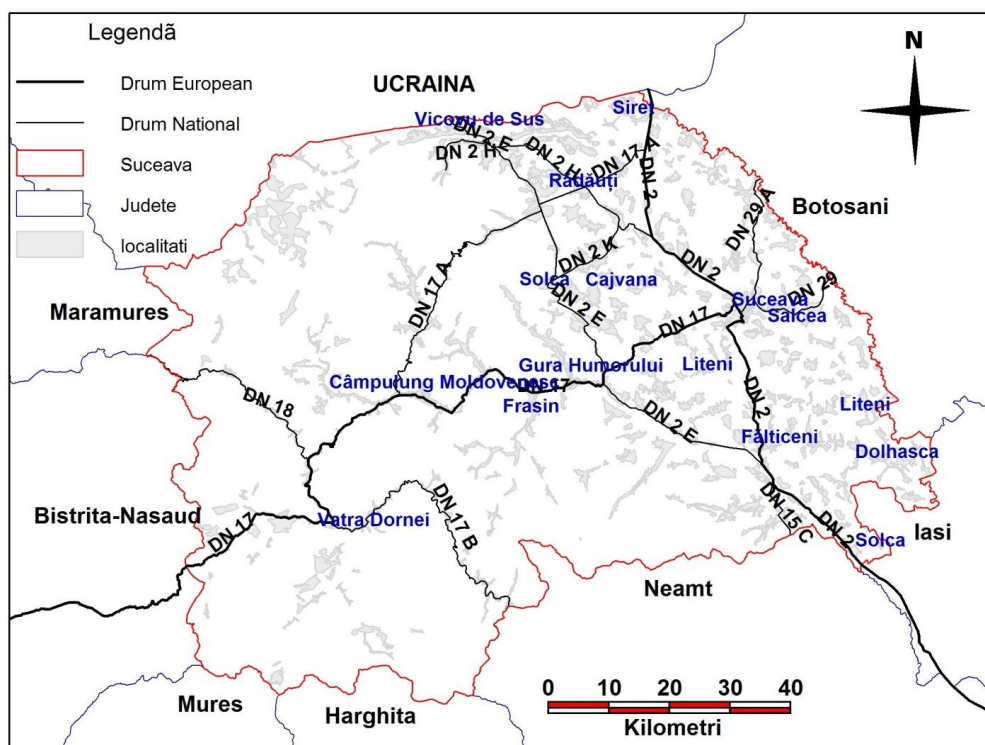 Legendã
Drum European
Drum National
Suceava
Judete
localitati
N
UCRAINA
Siret
Vicovu de Sus
DN 2 E
DN 2 H
DN 2 H
DN 17 A
Rădăuți
DN 2
DN 29 A
Botosani
DN 2 K
DN 2
Solca
Cajvana
DN 29
Suceava
Salcea
Maramures
DN 17 A
DN 2 E
DN 17
Gura Humorului
Liteni
Câmpulung Moldovenesc
DN 17
Frasin
DN 18
DN 2 E
DN 2
Liteni
Fălticeni
Dolhasca
Bistrita-Nasaud
DN 17
Vatra Dornei
DN 17 B
DN 15 C
DN 2
Solca
Iasi
Neamt
Mures
Harghita
0 10 20 30 40
Kilometri